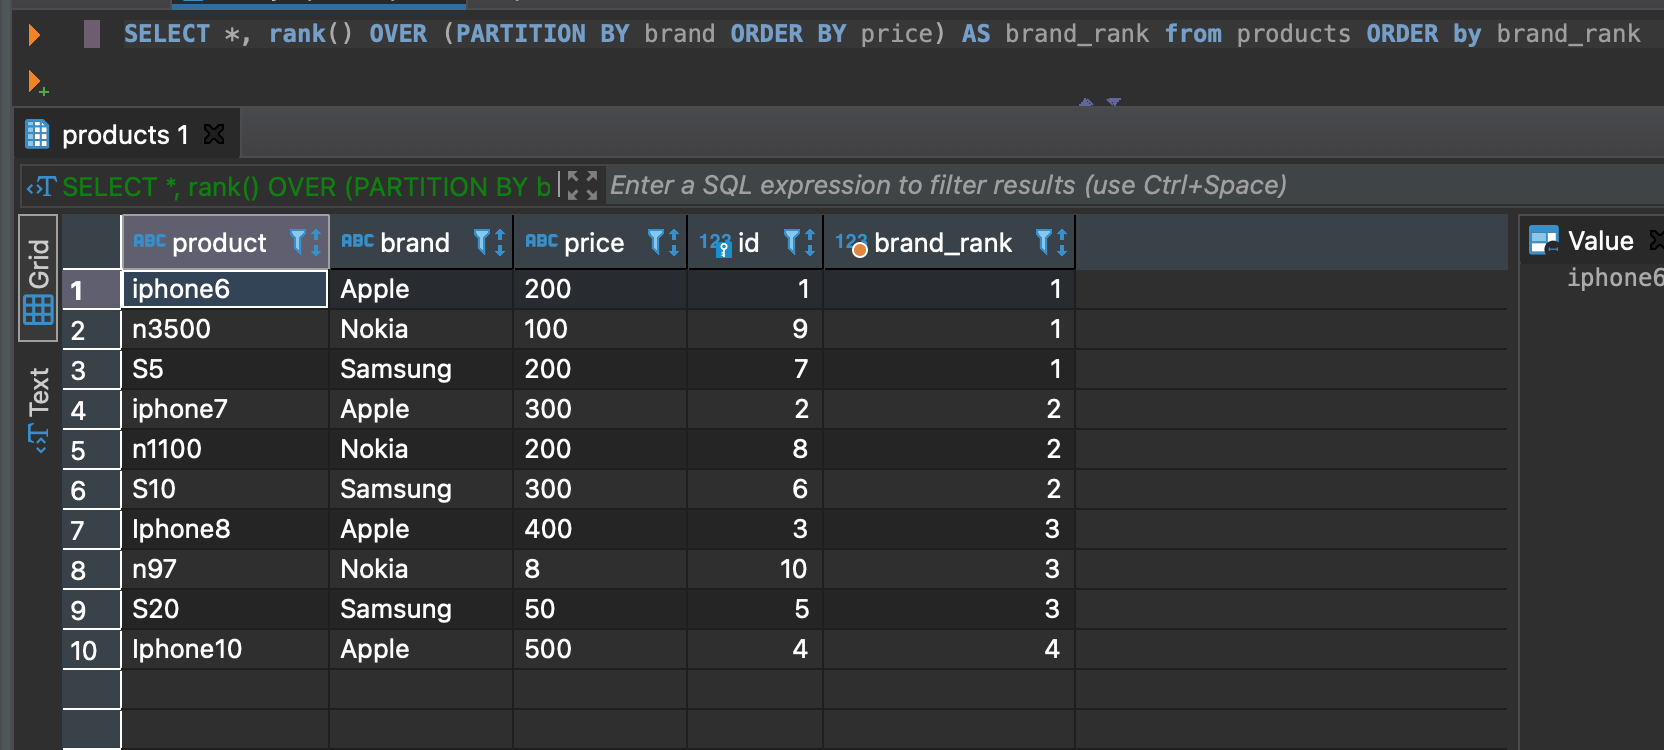 SELECT *, rank() OVER (PARTITION BY brand ORDER BY price) AS brand_rank from products ORDER by brand_rank
products 1
SELECT *, rank() OVER (PARTITION BY b
Enter a SQL expression to filter results (use Ctrl+Space)
Grid
Text
ABC product ABC brand ABC price 123 id 123 brand_rank
1 iphone6 Apple 200 1 1
2 n3500 Nokia 100 9 1
3 S5 Samsung 200 7 1
4 iphone7 Apple 300 2 2
5 n1100 Nokia 200 8 2
6 S10 Samsung 300 6 2
7 Iphone8 Apple 400 3 3
8 n97 Nokia 8 10 3
9 S20 Samsung 50 5 3
10 Iphone10 Apple 500 4 4
Value
iphone6